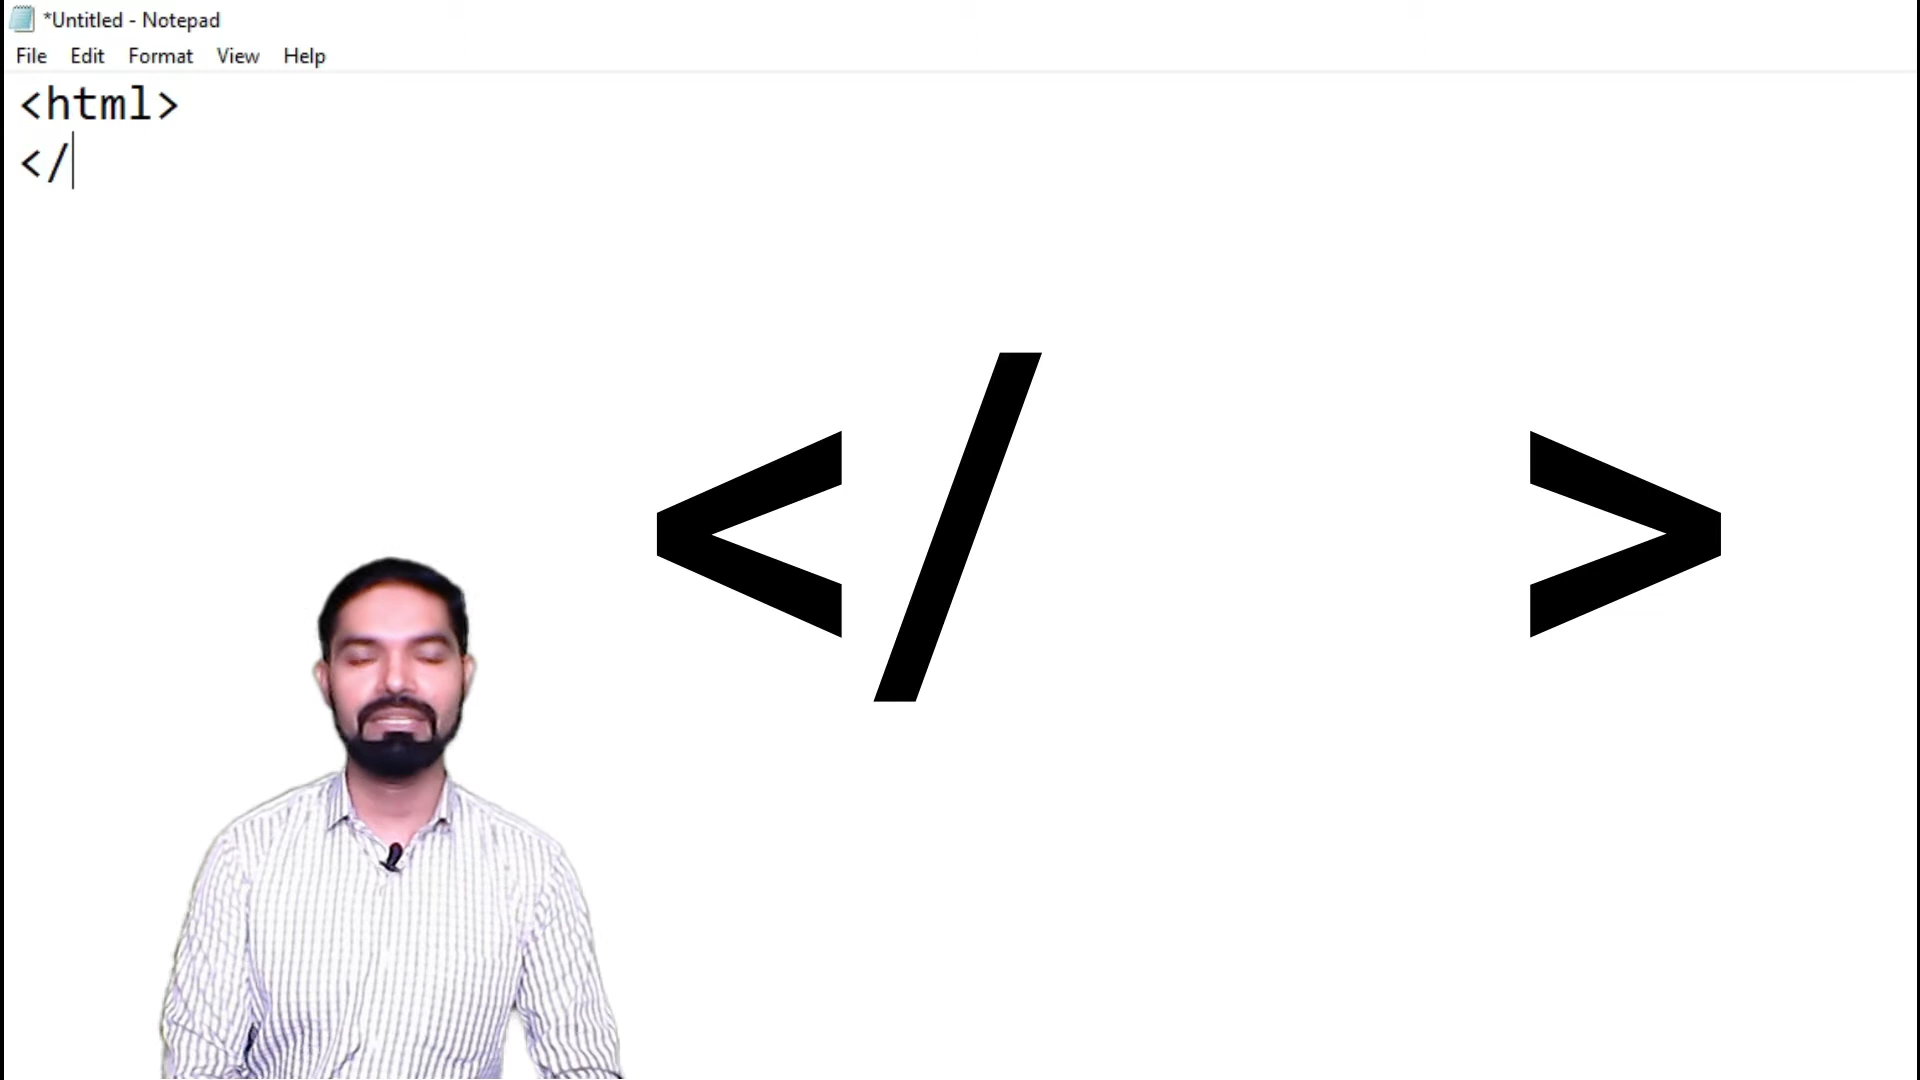 *Untitled - Notepad
File Edit Format View Help
<html>
</
</ >